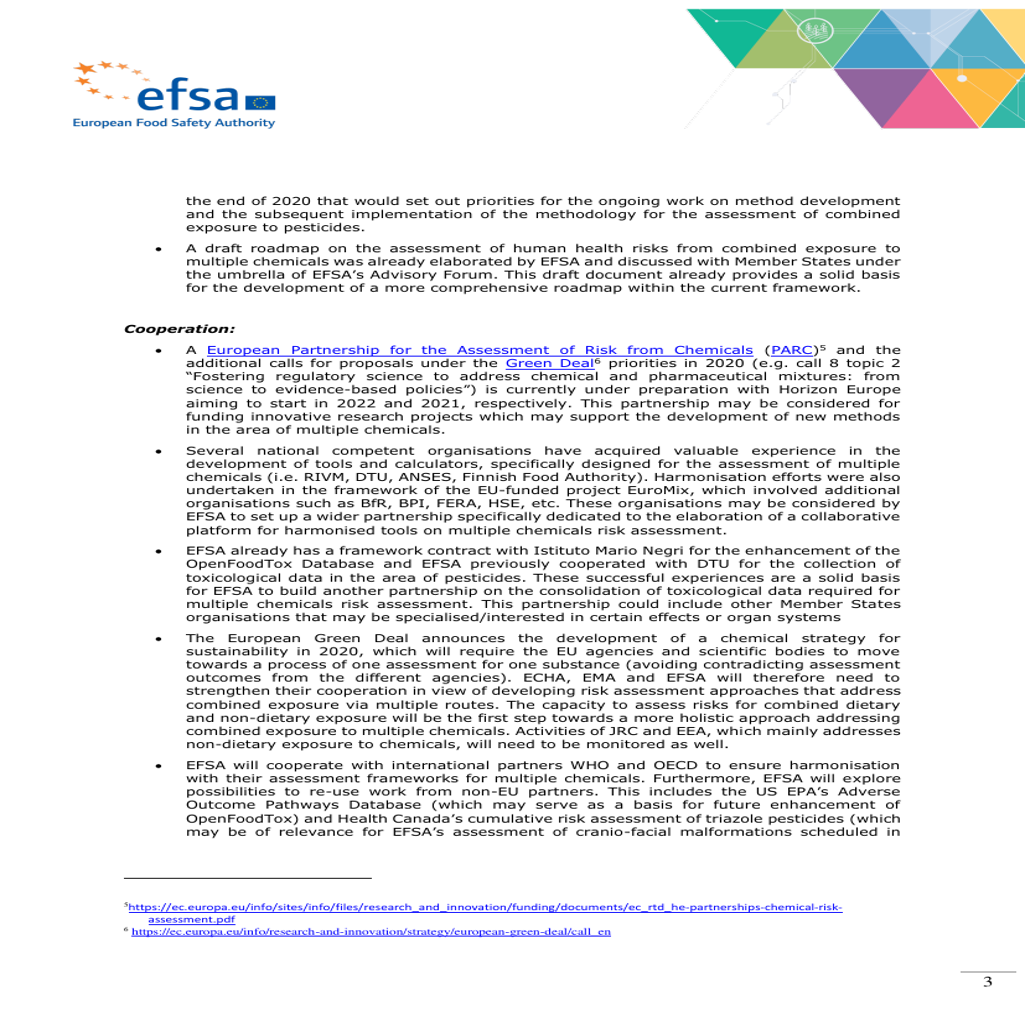 efsa
European Food Safety Authority
the end of 2020 that would set out priorities for the ongoing work on method development
and the subsequent implementation of the methodology for the assessment of combined
exposure to pesticides.
• A draft roadmap on the assessment of human health risks from combined exposure to
multiple chemicals was already elaborated by EFSA and discussed with Member States under
the umbrella of EFSA's Advisory Forum. This draft document already provides a solid basis
for the development of a more comprehensive roadmap within the current framework.
Cooperation:
• A European Partnership for the Assessment of Risk from Chemicals (PARC)⁵ and the
additional calls for proposals under the Green Deal⁶ priorities in 2020 (e.g. call 8 topic 2
“Fostering regulatory science to address chemical and pharmaceutical mixtures: from
science to evidence-based policies”) is currently under preparation with Horizon Europe
aiming to start in 2022 and 2021, respectively. This partnership may be considered for
funding innovative research projects which may support the development of new methods
in the area of multiple chemicals.
• Several national competent organisations have acquired valuable experience in the
development of tools and calculators, specifically designed for the assessment of multiple
chemicals (i.e. RIVM, DTU, ANSES, Finnish Food Authority). Harmonisation efforts were also
undertaken in the framework of the EU-funded project EuroMix, which involved additional
organisations such as BfR, BPI, FERA, HSE, etc. These organisations may be considered by
EFSA to set up a wider partnership specifically dedicated to the elaboration of a collaborative
platform for harmonised tools on multiple chemicals risk assessment.
• EFSA already has a framework contract with Istituto Mario Negri for the enhancement of the
OpenFoodTox Database and EFSA previously cooperated with DTU for the collection of
toxicological data in the area of pesticides. These successful experiences are a solid basis
for EFSA to build another partnership on the consolidation of toxicological data required for
multiple chemicals risk assessment. This partnership could include other Member States
organisations that may be specialised/interested in certain effects or organ systems
• The European Green Deal announces the development of a chemical strategy for
sustainability in 2020, which will require the EU agencies and scientific bodies to move
towards a process of one assessment for one substance (avoiding contradicting assessment
outcomes from the different agencies). ECHA, EMA and EFSA will therefore need to
strengthen their cooperation in view of developing risk assessment approaches that address
combined exposure via multiple routes. The capacity to assess risks for combined dietary
and non-dietary exposure will be the first step towards a more holistic approach addressing
combined exposure to multiple chemicals. Activities of JRC and EEA, which mainly addresses
non-dietary exposure to chemicals, will need to be monitored as well.
• EFSA will cooperate with international partners WHO and OECD to ensure harmonisation
with their assessment frameworks for multiple chemicals. Furthermore, EFSA will explore
possibilities to re-use work from non-EU partners. This includes the US EPA's Adverse
Outcome Pathways Database (which may serve as a basis for future enhancement of
OpenFoodTox) and Health Canada's cumulative risk assessment of triazole pesticides (which
may be of relevance for EFSA's assessment of cranio-facial malformations scheduled in
⁵https://ec.europa.eu/info/sites/info/files/research_and_innovation/funding/documents/ec_rtd_he-partnerships-chemical-risk-
assessment.pdf
⁶ https://ec.europa.eu/info/research-and-innovation/strategy/european-green-deal/call_en
3